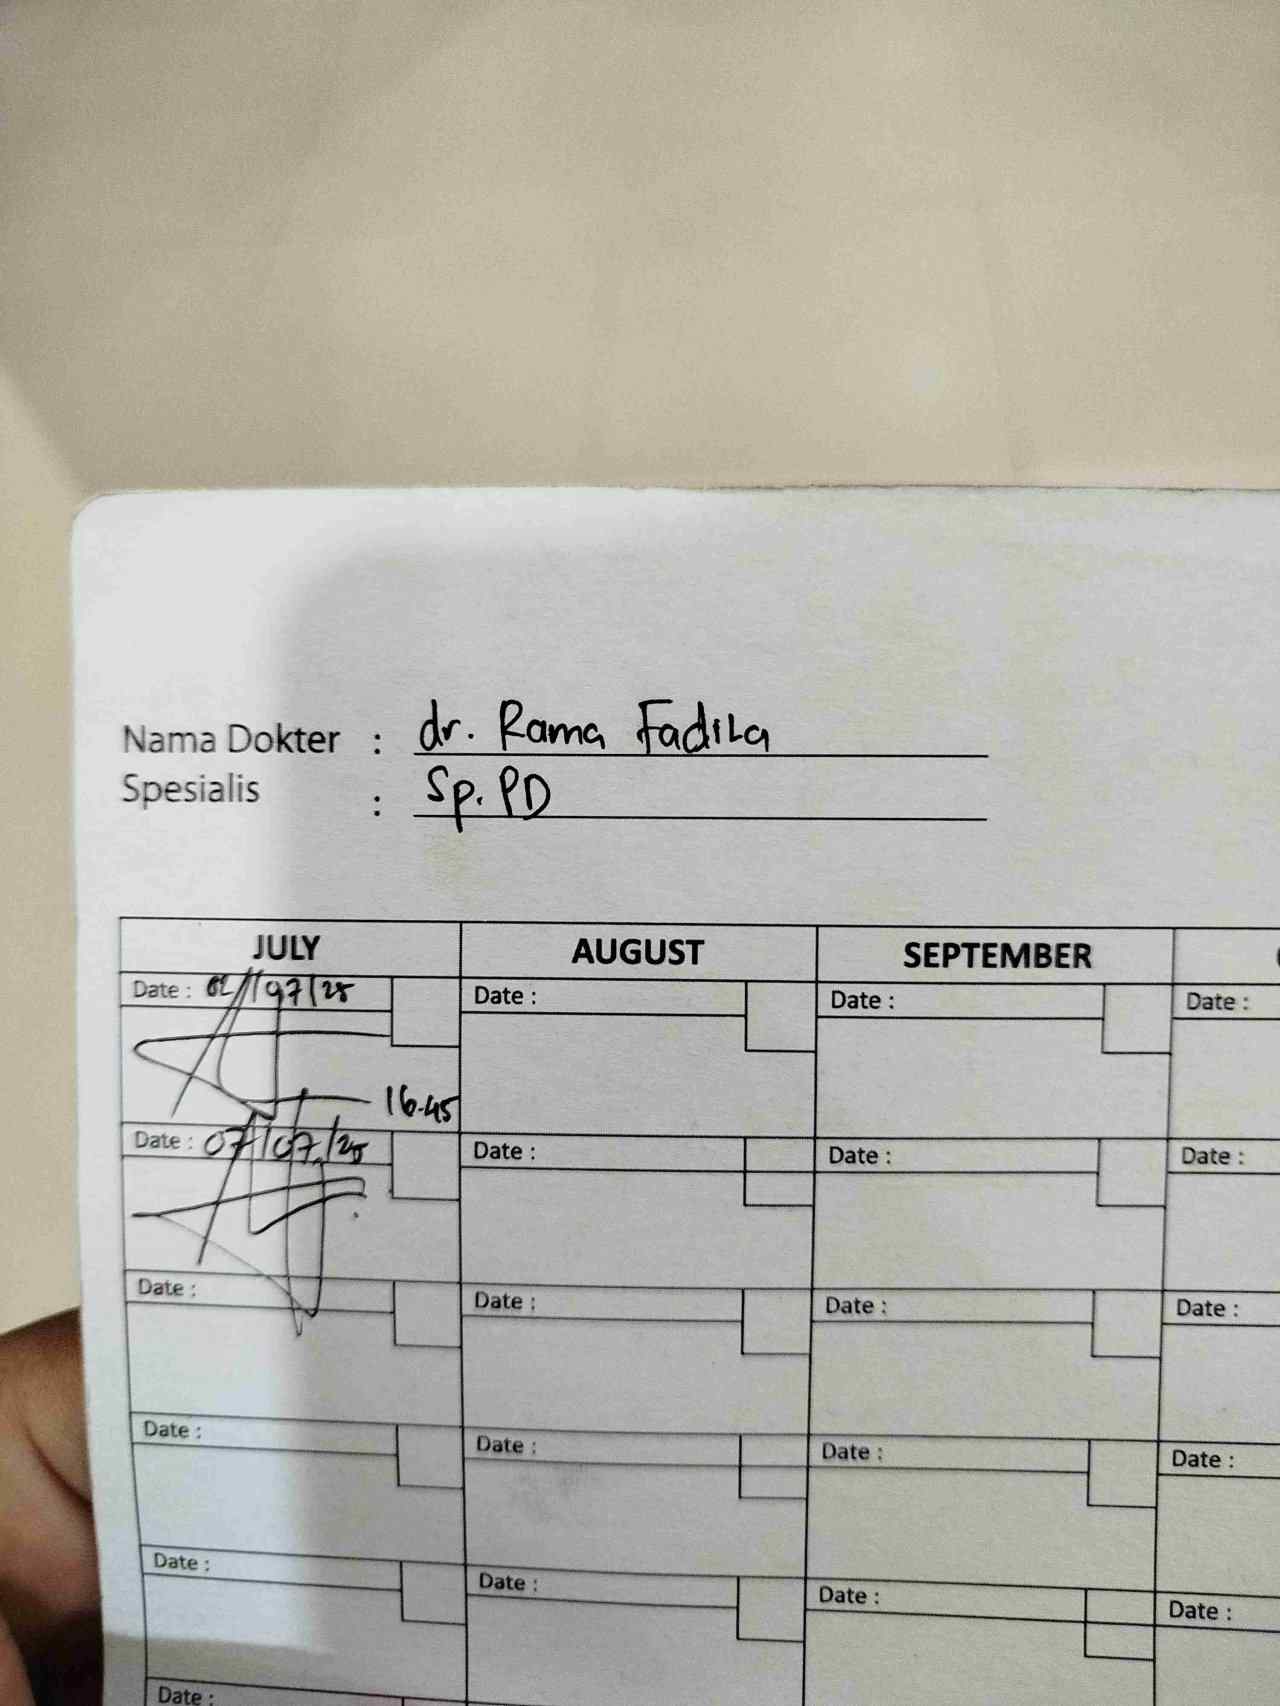 Nama Dokter : dr. Rama Fadila
Spesialis : Sp.PD
JULY AUGUST SEPTEMBER
Date : 02/07/25 Date : Date : Date :
16.45
Date : 07/07/25 Date : Date : Date :
Date : Date : Date : Date :
Date : Date : Date : Date :
Date : Date : Date : Date :
Date :